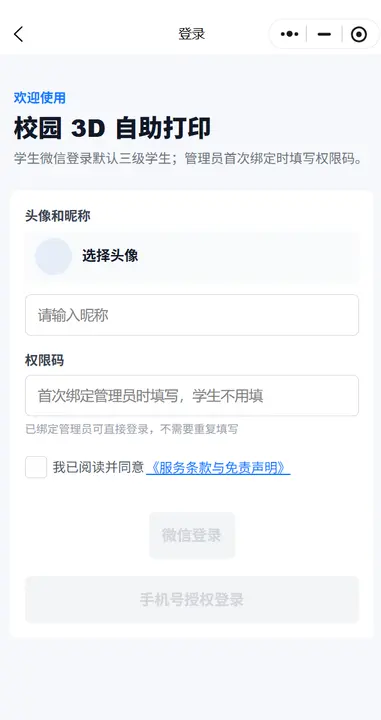 登录
欢迎使用
校园 3D 自助打印
学生微信登录默认三级学生；管理员首次绑定时填写权限码。
头像和昵称
选择头像
请输入昵称
权限码
首次绑定管理员时填写，学生不用填
已绑定管理员可直接登录，不需要重复填写
我已阅读并同意《服务条款与免责声明》
微信登录
手机号授权登录